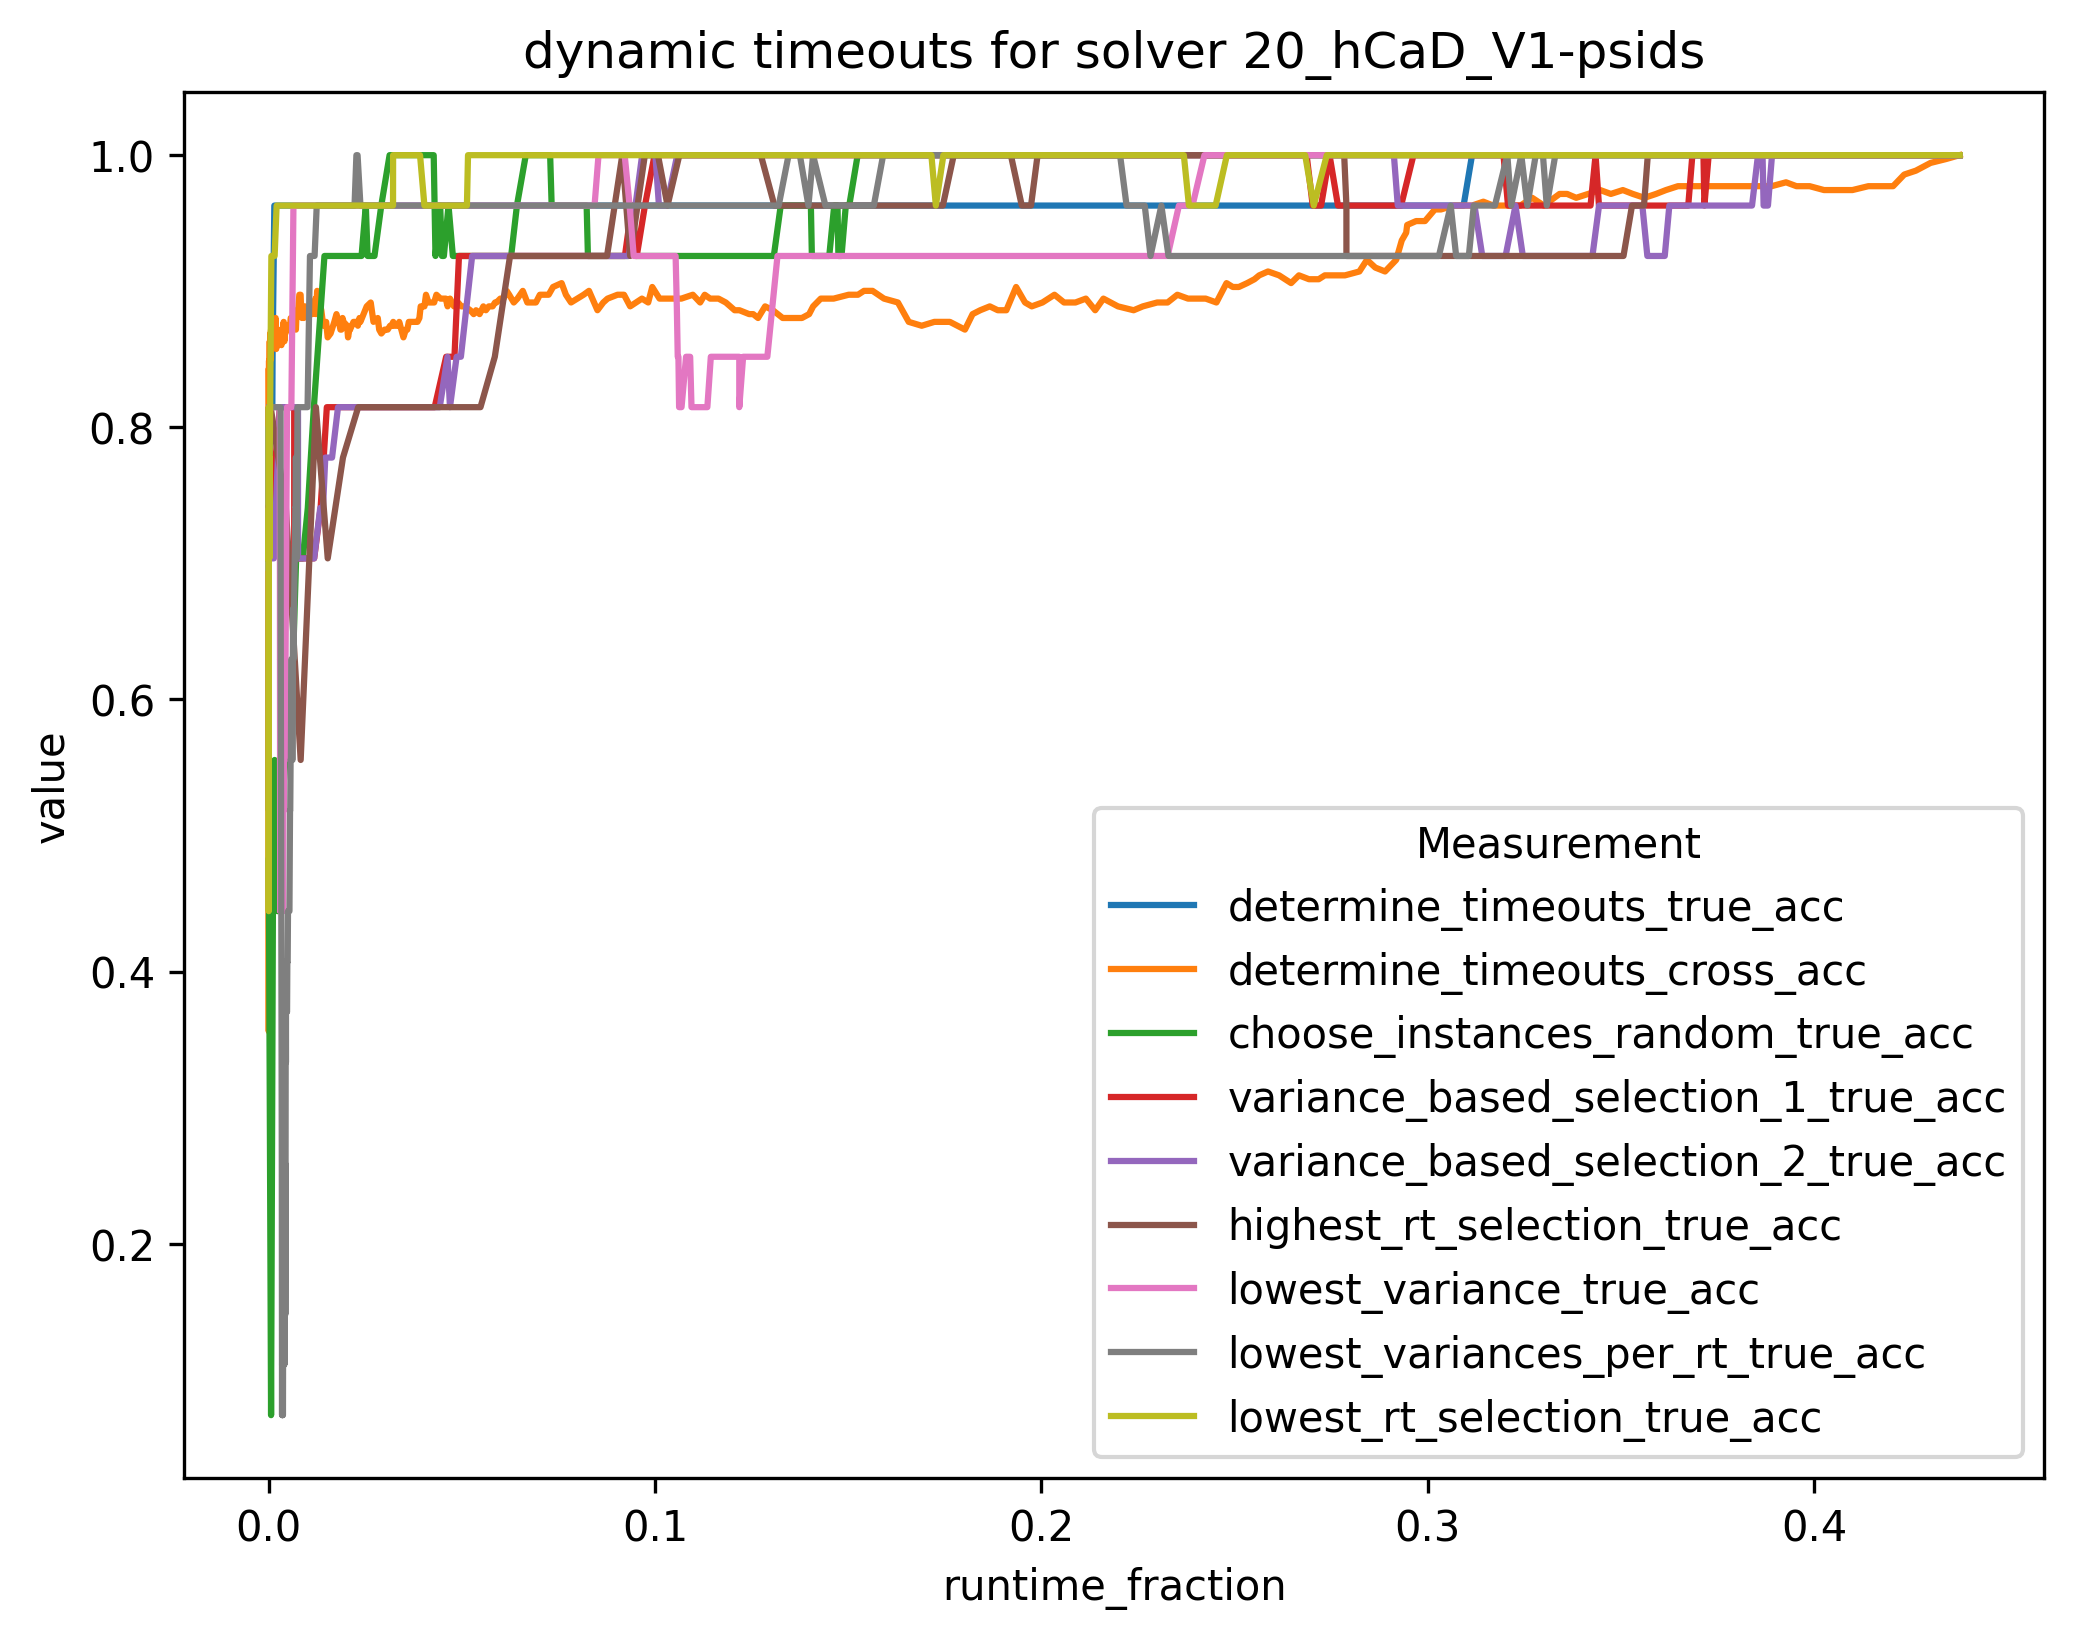 dynamic timeouts for solver 20_hCaD_V1-psids
1.0
0.8
0.6
0.4
0.2
value
Measurement
determine_timeouts_true_acc
determine_timeouts_cross_acc
choose_instances_random_true_acc
variance_based_selection_1_true_acc
variance_based_selection_2_true_acc
highest_rt_selection_true_acc
lowest_variance_true_acc
lowest_variances_per_rt_true_acc
lowest_rt_selection_true_acc
0.0 0.1 0.2 0.3 0.4
runtime_fraction